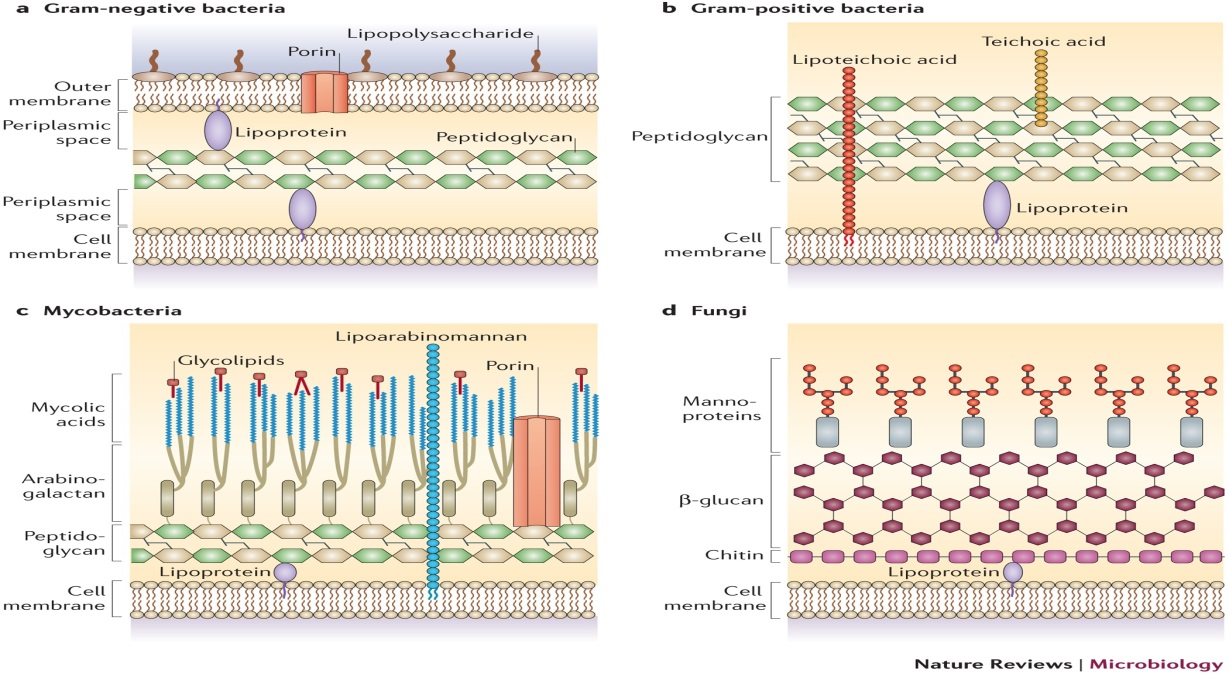 a Gram-negative bacteria
Lipopolysaccharide
Porin
Outer
membrane
Periplasmic
space
Lipoprotein
Peptidoglycan
Periplasmic
space
Cell
membrane
b Gram-positive bacteria
Teichoic acid
Lipoteichoic acid
Peptidoglycan
Lipoprotein
Cell
membrane
c Mycobacteria
Lipoarabinomannan
Glycolipids
Porin
Mycolic
acids
Arabino-
galactan
Peptido-
glycan
Lipoprotein
Cell
membrane
d Fungi
Manno-
proteins
β-glucan
Chitin
Lipoprotein
Cell
membrane
Nature Reviews | Microbiology